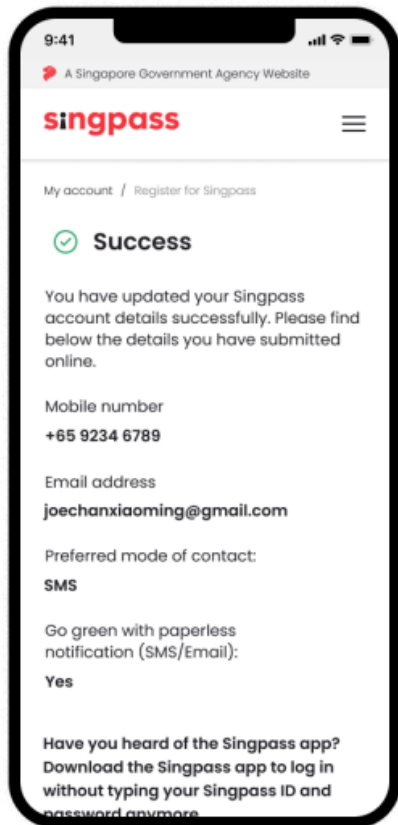 9:41
A Singapore Government Agency Website
singpass
My account / Register for Singpass
Success
You have updated your Singpass
account details successfully. Please find
below the details you have submitted
online.
Mobile number
+65 9234 6789
Email address
joechanxiaoming@gmail.com
Preferred mode of contact:
SMS
Go green with paperless
notification (SMS/Email):
Yes
Have you heard of the Singpass app?
Download the Singpass app to log in
without typing your Singpass ID and
password anymore